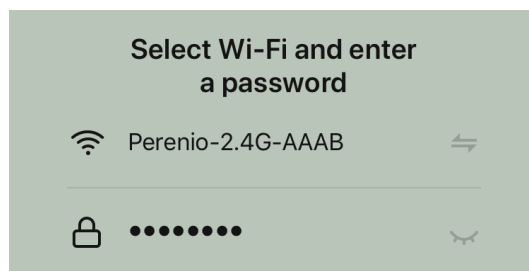 Select Wi-Fi and enter
a password
Perenio-2.4G-AAAB
••••••••